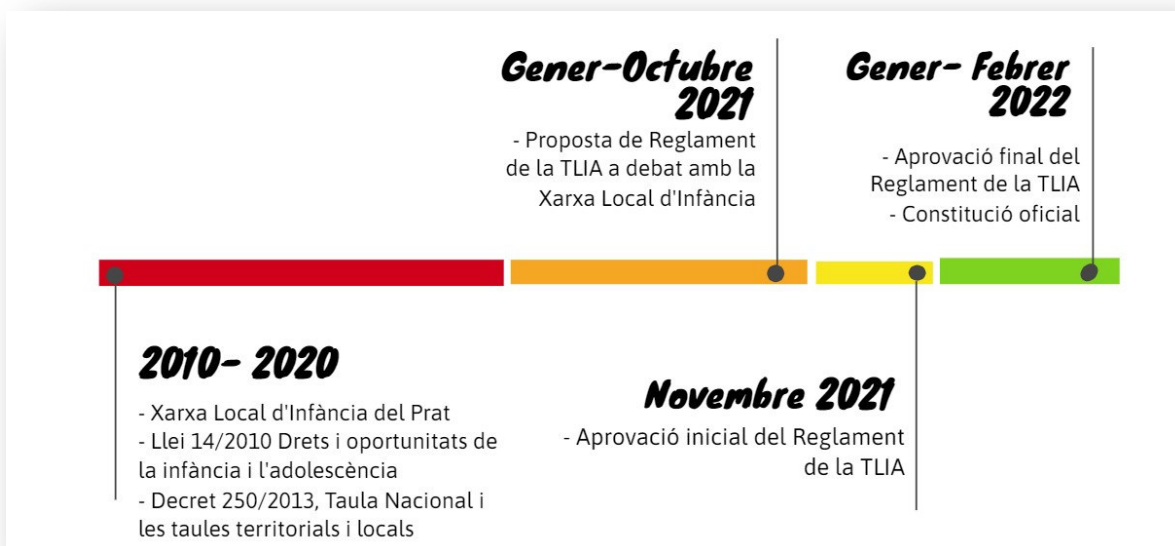 Gener-Octubre
2021
- Proposta de Reglament
de la TLIA a debat amb la
Xarxa Local d'Infància
Gener- Febrer
2022
- Aprovació final del
Reglament de la TLIA
- Constitució oficial
2010- 2020
- Xarxa Local d'Infància del Prat
- Llei 14/2010 Drets i oportunitats de
la infància i l'adolescència
- Decret 250/2013, Taula Nacional i
les taules territorials i locals
Novembre 2021
- Aprovació inicial del Reglament
de la TLIA